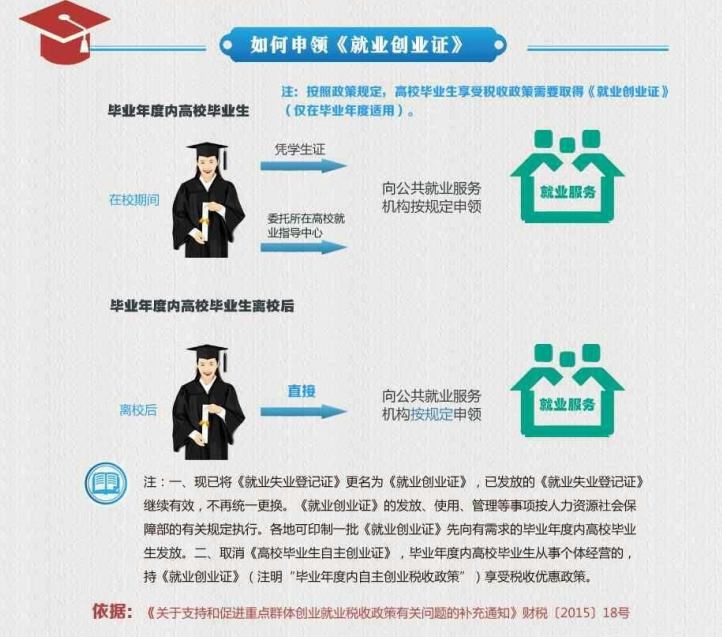 如何申领《就业创业证》
注：按照政策规定，高校毕业生享受税收政策需要取得《就业创业证》
（仅在毕业年度适用）。
毕业年度内高校毕业生
在校期间
凭学生证
委托所在高校就
业指导中心
向公共就业服务
机构按规定申领
就业服务
毕业年度内高校毕业生离校后
离校后
直接
向公共就业服务
机构按规定申领
就业服务
注：一、现已将《就业失业登记证》更名为《就业创业证》，已发放的《就业失业登记证》
继续有效，不再统一更换。《就业创业证》的发放、使用、管理等事项按人力资源社会保
障部的有关规定执行。各地可印制一批《就业创业证》先向有需求的毕业年度内高校毕业
生发放。二、取消《高校毕业生自主创业证》，毕业年度内高校毕业生从事个体经营的，
持《就业创业证》（注明“毕业年度内自主创业税收政策”）享受税收优惠政策。
依据：《关于支持和促进重点群体创业就业税收政策有关问题的补充通知》财税〔2015〕18号